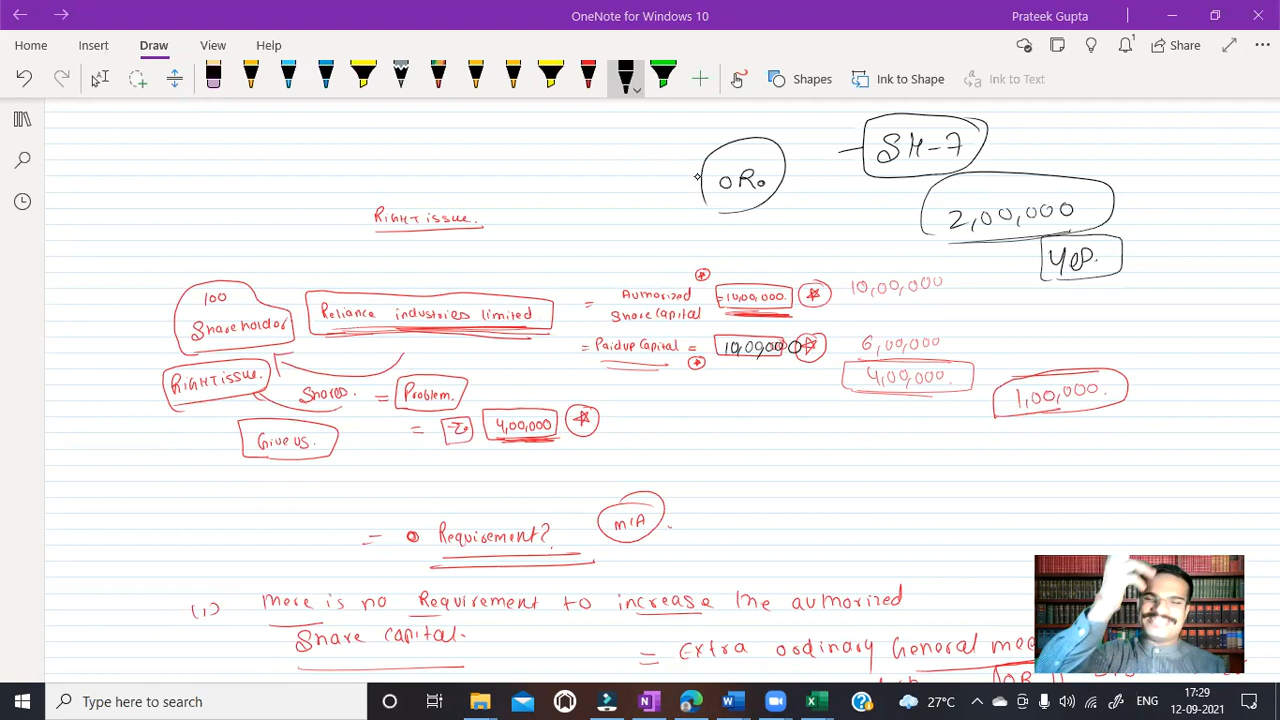 OneNote for Windows 10
Prateek Gupta
Home Insert Draw View Help
Share
Shapes
Ink to Shape
Ink to Text
SH-7
OR.
2,00,000
Yes.
Right issue.
100
Shareholder
Reliance industries limited
= Authorized Share Capital
=10,00,000.
10,00,000
= Paidup Capital =
10,00,000
6,00,000
4,00,000.
1,00,000.
Right issue.
Shares.
= Problem.
Give us.
=
4,00,000
= Requirement?
(1) There is no Requirement to increase the authorized
Share capital.
= Extra ordinary General mee
Type here to search
27°C
ENG
17:29
12-09-2021